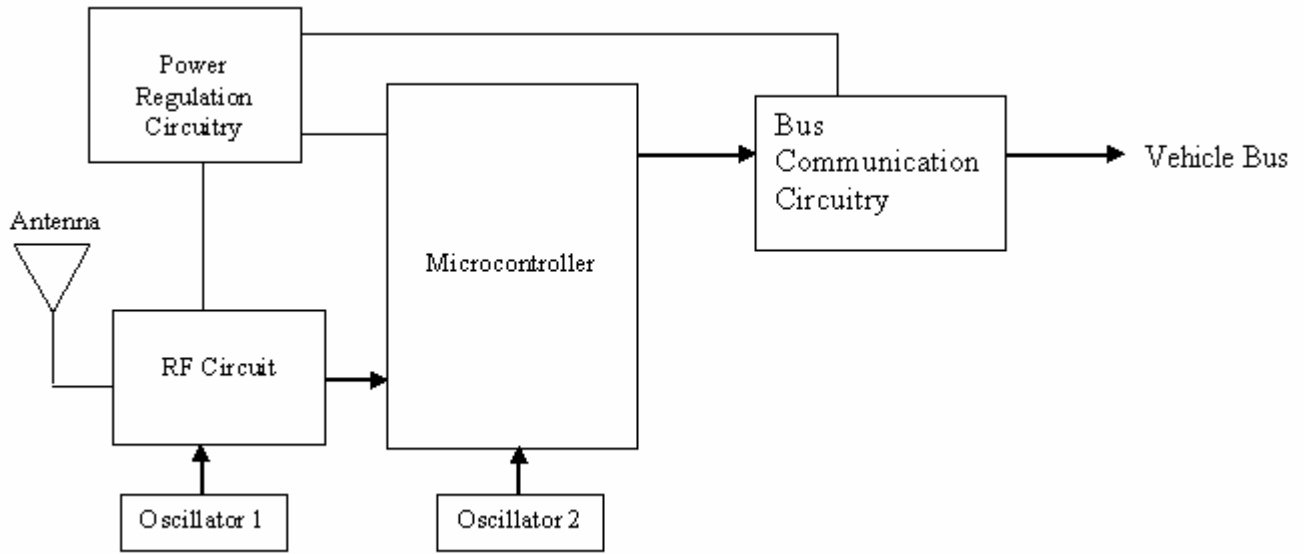 Power
Regulation
Circuitry
Bus
Communication
Circuitry
Vehicle Bus
Antenna
Microcontroller
RF Circuit
Oscillator 1
Oscillator 2